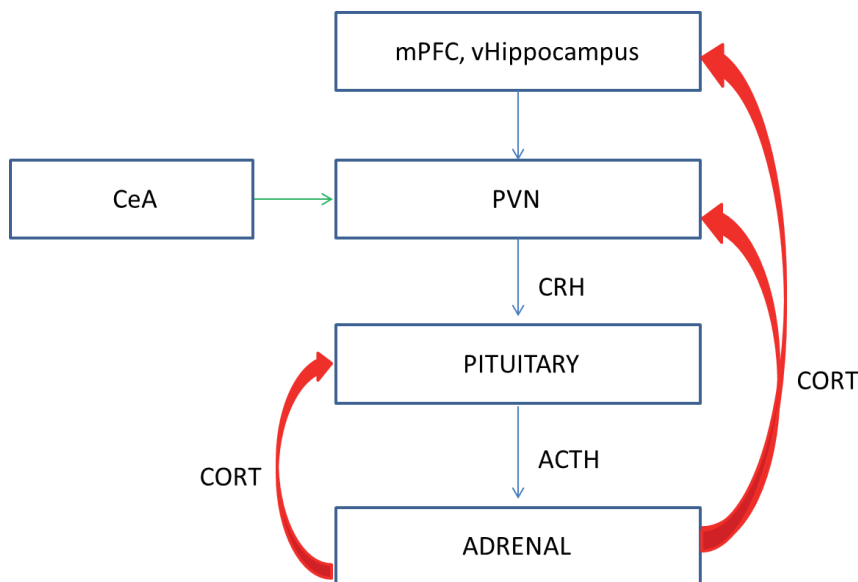 mPFC, vHippocampus
CeA
PVN
CRH
PITUITARY
CORT
ACTH
CORT
ADRENAL